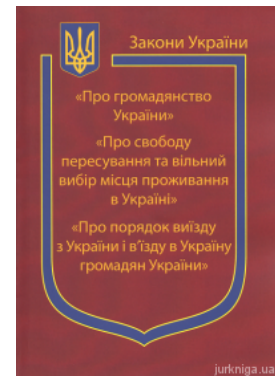 Закони України
«Про громадянство
України»
«Про свободу
пересування та вільний
вибір місця проживання
в Україні»
«Про порядок виїзду
з України і в’їзду в Україну
громадян України»
jurkniga.ua